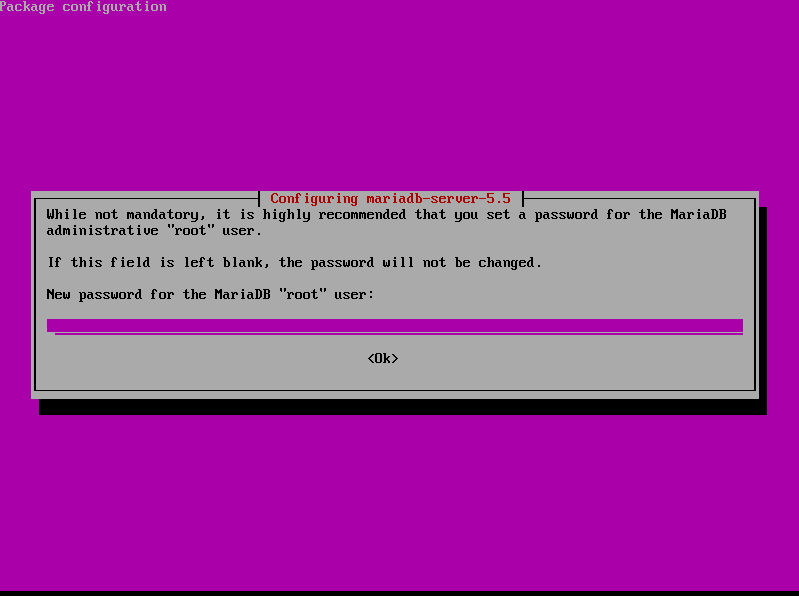 Package configuration
Configuring mariadb-server-5.5
While not mandatory, it is highly recommended that you set a password for the MariaDB
administrative "root" user.
If this field is left blank, the password will not be changed.
New password for the MariaDB "root" user:
<Ok>